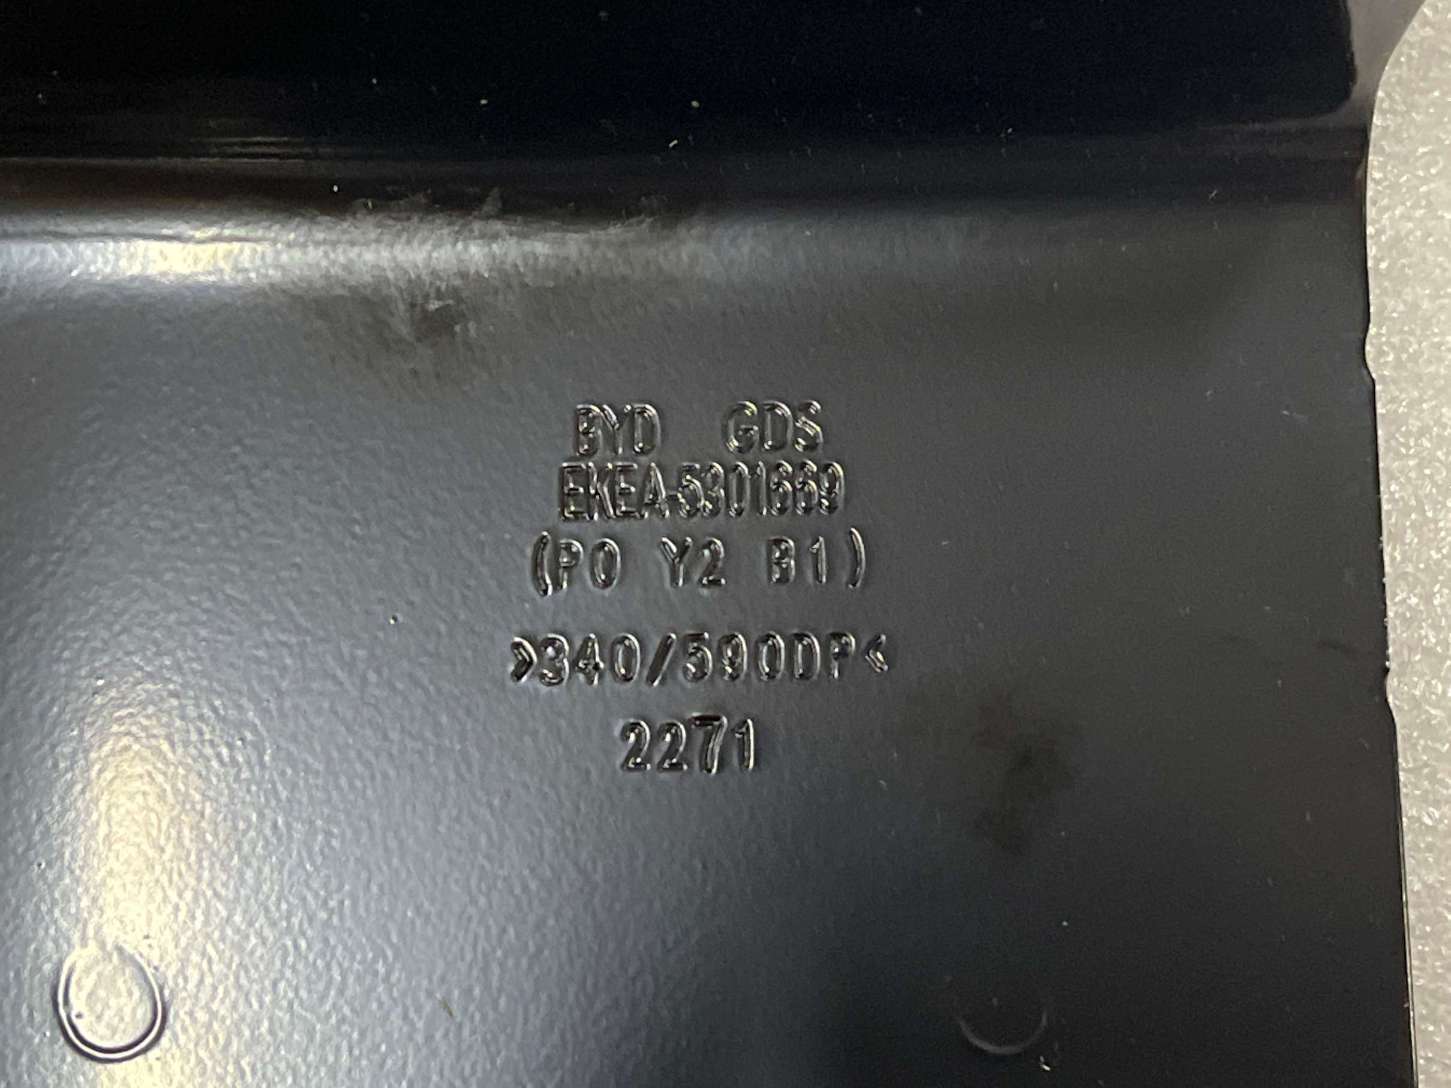 BYD GDS
EKEA-5301669
(P0 Y2 B1)
>340/590DP<
2271